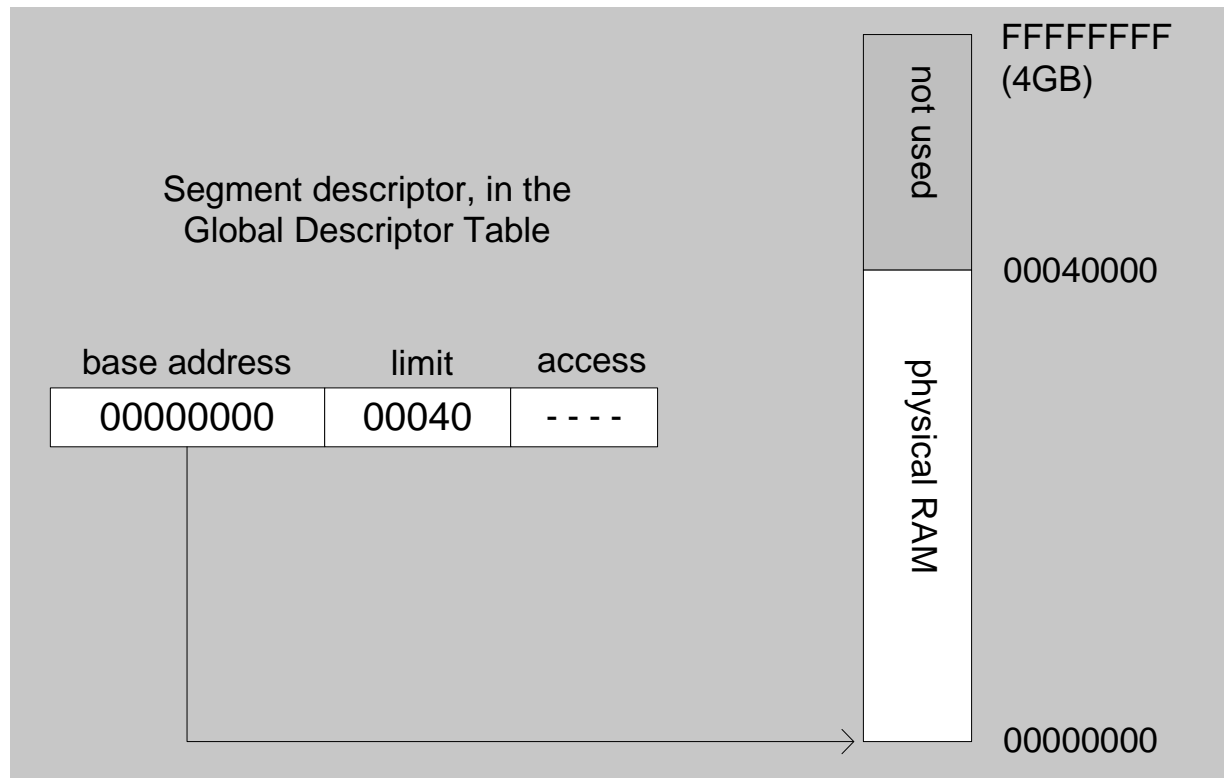 FFFFFFFF
(4GB)
not used
Segment descriptor, in the
Global Descriptor Table
00040000
base address limit access
00000000 00040 - - - -
physical RAM
00000000